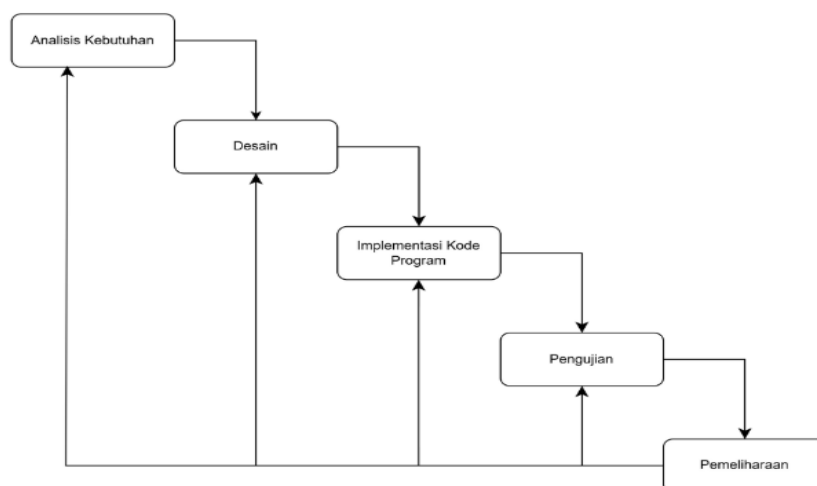 Analisis Kebutuhan
Desain
Implementasi Kode
Program
Pengujian
Pemeliharaan